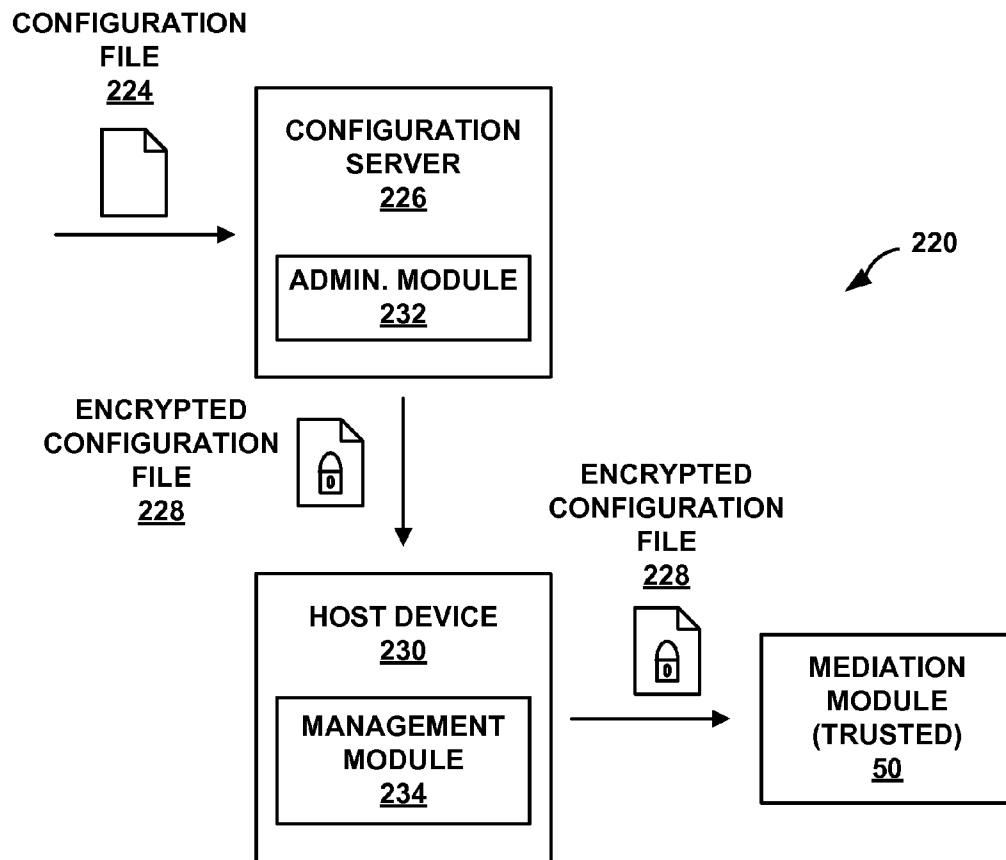 CONFIGURATION
FILE
224
CONFIGURATION
SERVER
226
ADMIN. MODULE
232
220
ENCRYPTED
CONFIGURATION
FILE
228
ENCRYPTED
CONFIGURATION
FILE
228
HOST DEVICE
230
MANAGEMENT
MODULE
234
MEDIATION
MODULE
(TRUSTED)
50